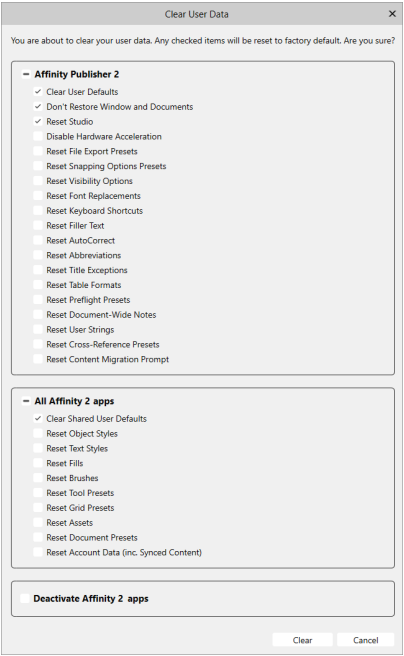 Clear User Data
You are about to clear your user data. Any checked items will be reset to factory default. Are you sure?
Affinity Publisher 2
Clear User Defaults
Don't Restore Window and Documents
Reset Studio
Disable Hardware Acceleration
Reset File Export Presets
Reset Snapping Options Presets
Reset Visibility Options
Reset Font Replacements
Reset Keyboard Shortcuts
Reset Filler Text
Reset AutoCorrect
Reset Abbreviations
Reset Title Exceptions
Reset Table Formats
Reset Preflight Presets
Reset Document-Wide Notes
Reset User Strings
Reset Cross-Reference Presets
Reset Content Migration Prompt
All Affinity 2 apps
Clear Shared User Defaults
Reset Object Styles
Reset Text Styles
Reset Fills
Reset Brushes
Reset Tool Presets
Reset Grid Presets
Reset Assets
Reset Document Presets
Reset Account Data (inc. Synced Content)
Deactivate Affinity 2 apps
Clear Cancel